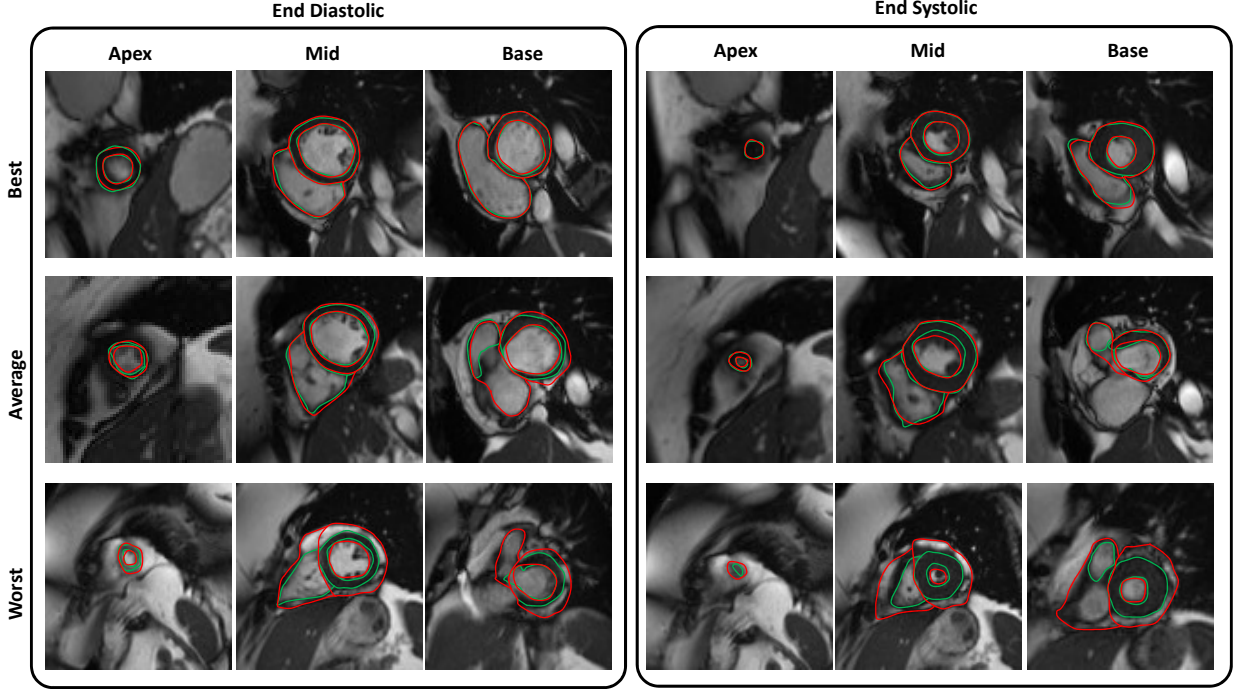 End Diastolic
End Systolic
Apex
Mid
Base
Apex
Mid
Base
Best
Average
Worst